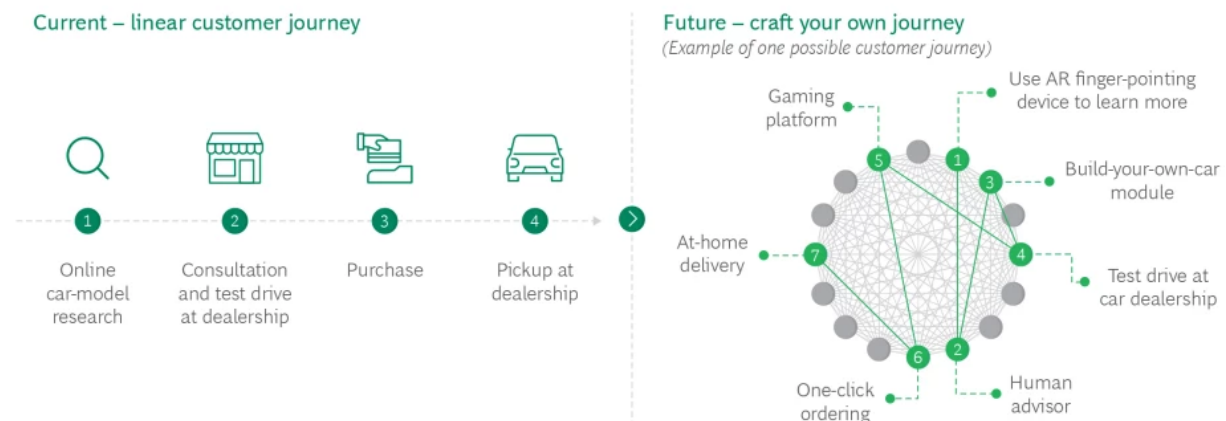 Current – linear customer journey
1
2
3
4
Online
car-model
research
Consultation
and test drive
at dealership
Purchase
Pickup at
dealership
Future – craft your own journey
(Example of one possible customer journey)
Gaming
platform
Use AR finger-pointing
device to learn more
Build-your-own-car
module
At-home
delivery
Test drive at
car dealership
One-click
ordering
Human
advisor
5
1
3
7
4
6
2